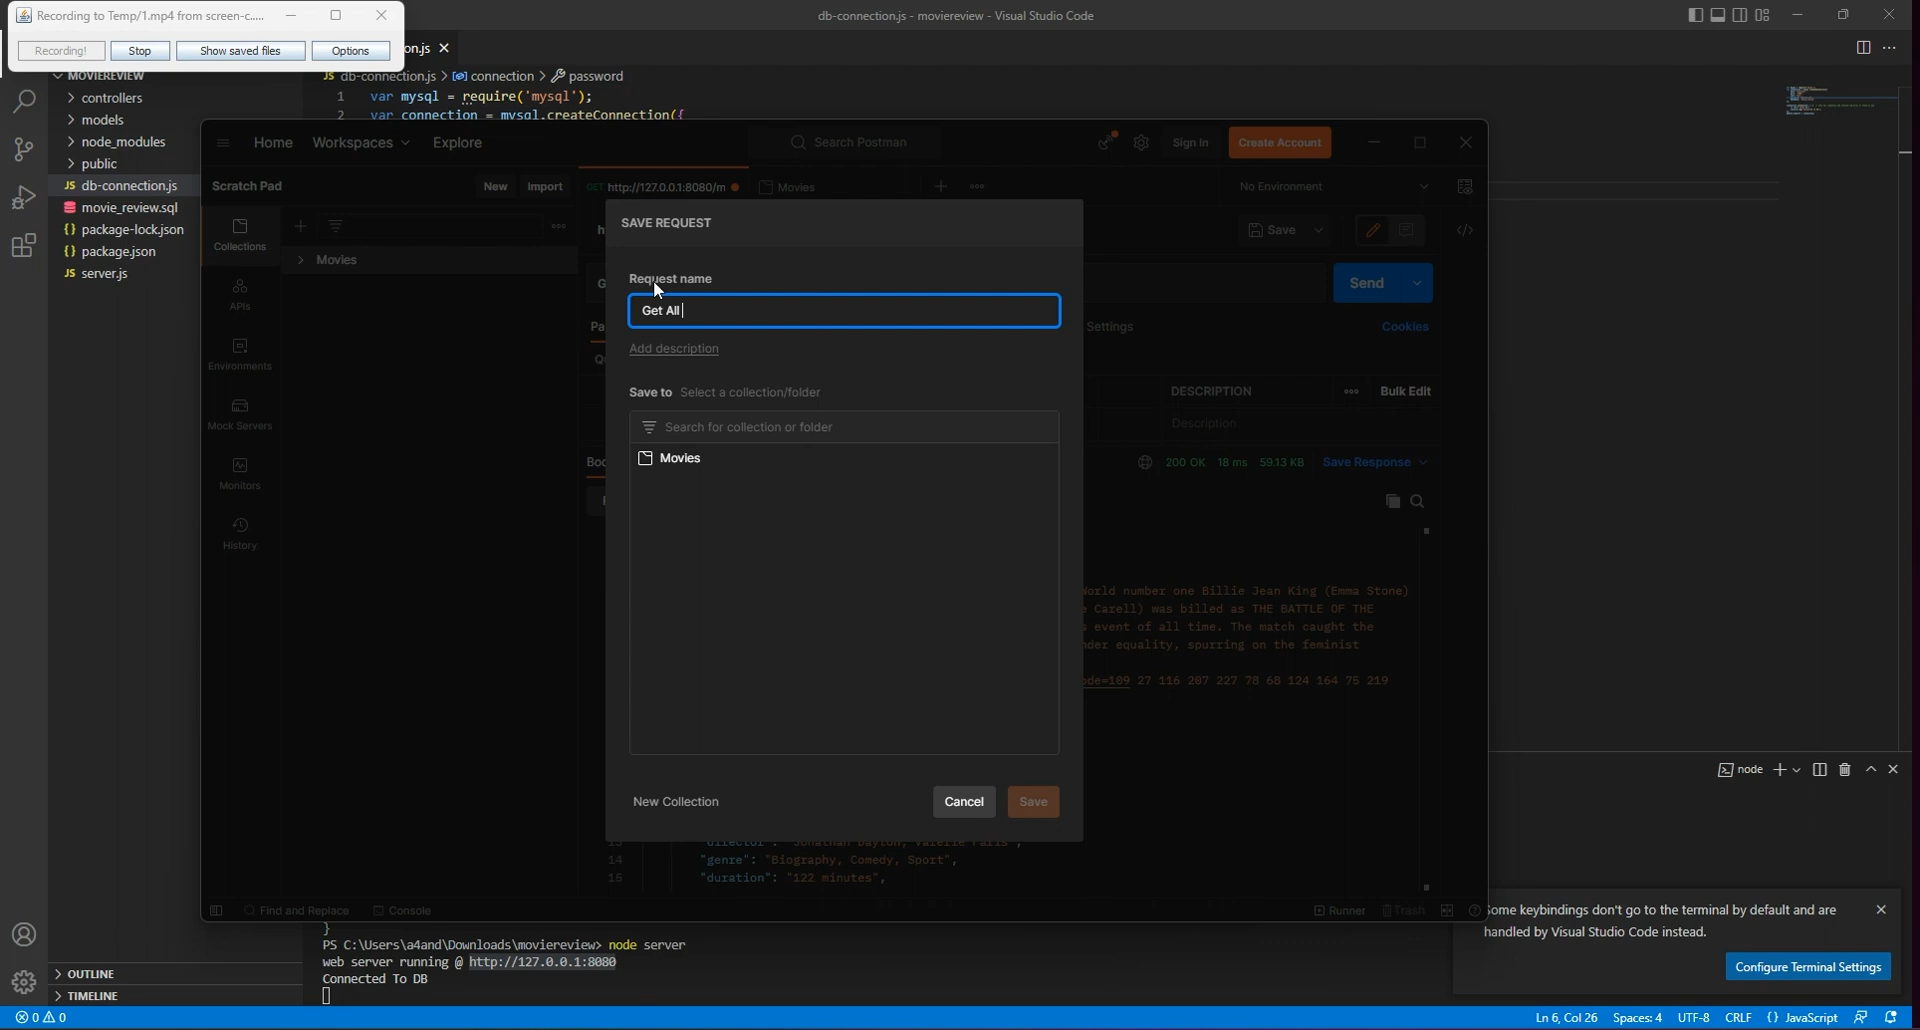 Recording to Temp/1.mp4 from screen-c.....
Recording!
Stop
Show saved files
Options
db-connection.js - moviereview - Visual Studio Code
on.js
MOVIEREVIEW
controllers
models
node_modules
public
JS db-connection.js
movie_review.sql
{} package-lock.json
{} package.json
JS server.js
JS db-connection.js > connection > password
1 var mysql = require('mysql');
2 var connection = mysql.createConnection({
Home
Workspaces
Explore
Search Postman
Sign In
Create Account
Scratch Pad
New
Import
GET http://127.0.0.1:8080/m
Movies
No Environment
Collections
APIs
Environments
Mock Servers
Monitors
History
Movies
Save
Send
Settings
Cookies
DESCRIPTION
Bulk Edit
Description
200 OK 18 ms 59.13 KB Save Response
SAVE REQUEST
Request name
Get All
Add description
Save to Select a collection/folder
Search for collection or folder
Movies
New Collection
Cancel
Save
World number one Billie Jean King (Emma Stone)
Carell) was billed as THE BATTLE OF THE
event of all time. The match caught the
equality, spurring on the feminist
27 116 207 227 78 68 124 164 75 219
14 "genre": "Biography, Comedy, Sport",
15 "duration": "122 minutes",
Find and Replace
Console
Runner
Trash
node
}
PS C:\Users\a4and\Downloads\moviereview> node server
web server running @ http://127.0.0.1:8080
Connected To DB
Some keybindings don't go to the terminal by default and are
handled by Visual Studio Code instead.
Configure Terminal Settings
OUTLINE
TIMELINE
0 0
Ln 6, Col 26
Spaces: 4
UTF-8
CRLF
{} JavaScript